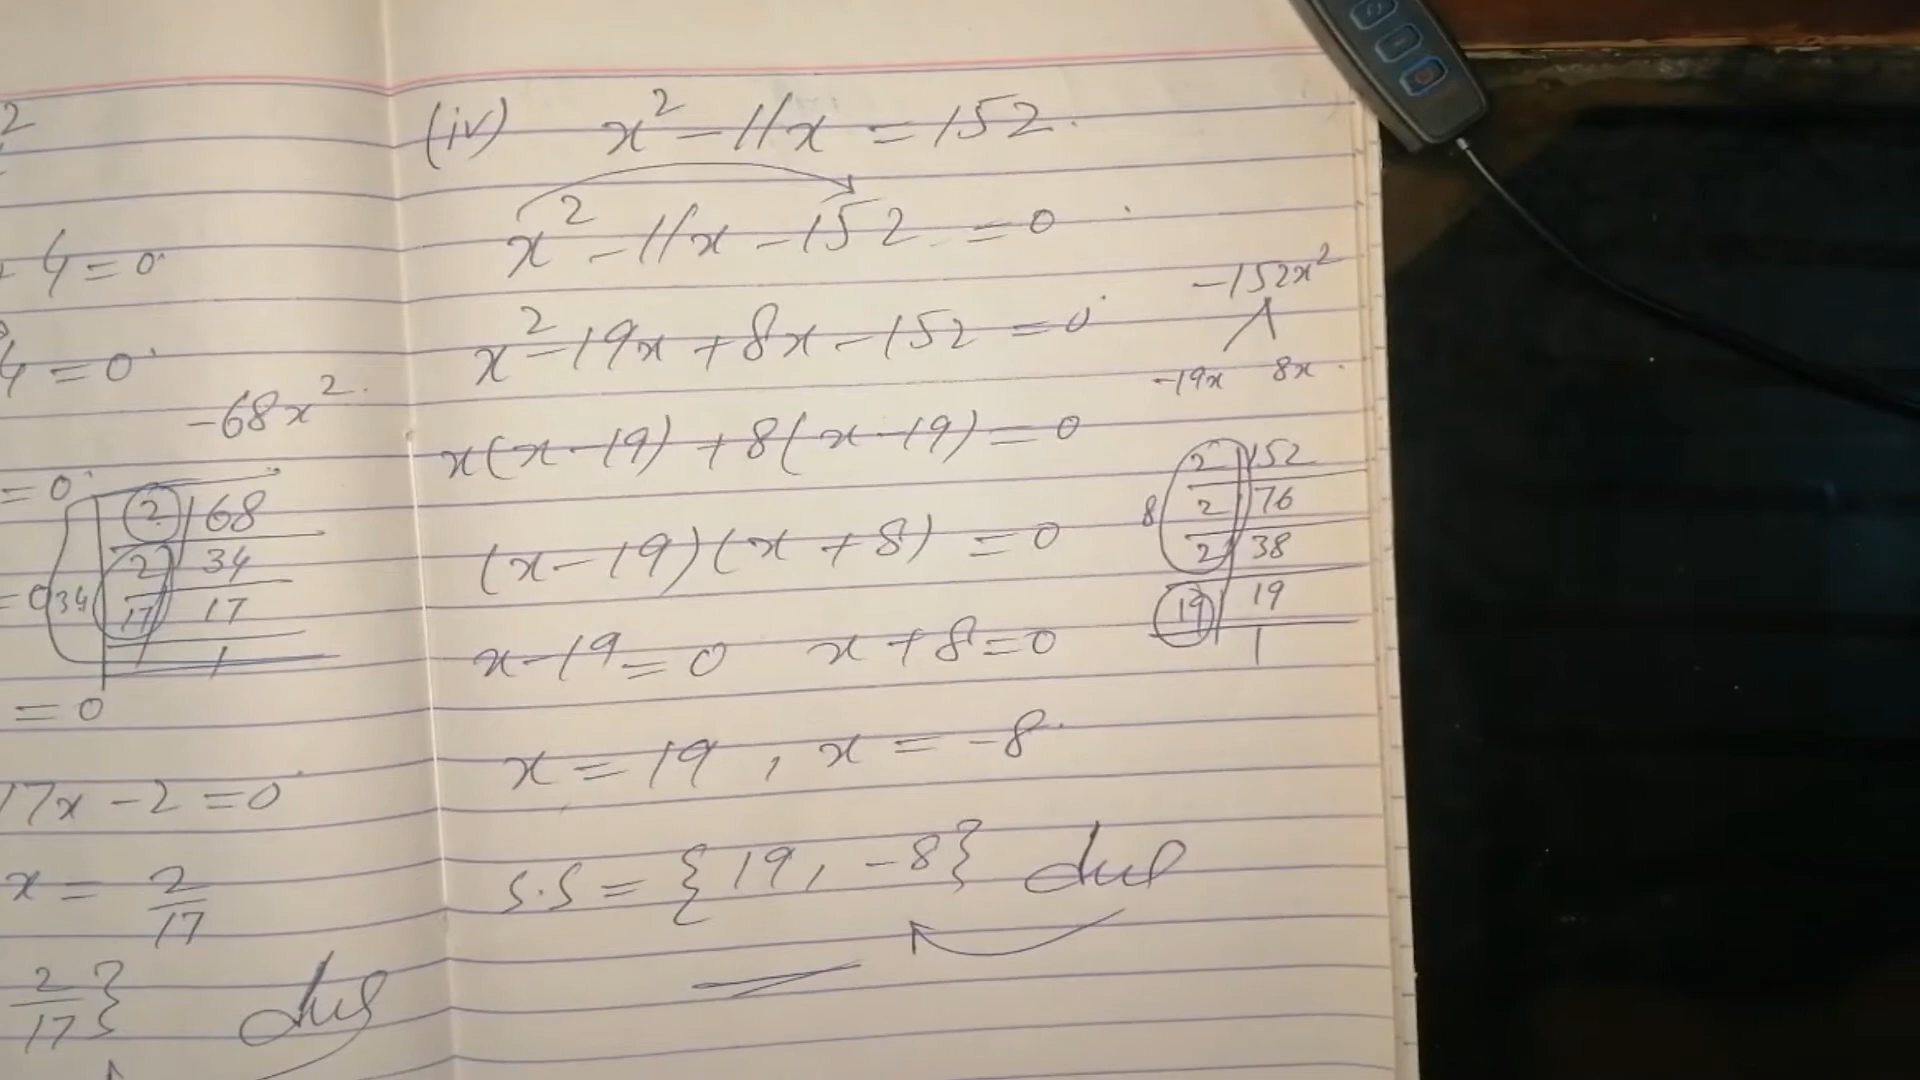 2
+ 4 = 0
4 = 0
-68x²
= 0
2 | 68
2 | 34
17 | 17
1
34
= 0
= 0
17x - 2 = 0
x = 2/17
2/17}
(iv) x² - 11x = 152.
x² - 11x - 152 = 0
x² - 19x + 8x - 152 = 0
x(x - 19) + 8(x - 19) = 0
(x - 19)(x + 8) = 0
x - 19 = 0 x + 8 = 0
x = 19 , x = -8
S.S = {19, -8}
-152x²
-19x 8x
2 | 152
8 2 | 76
2 | 38
19 | 19
1